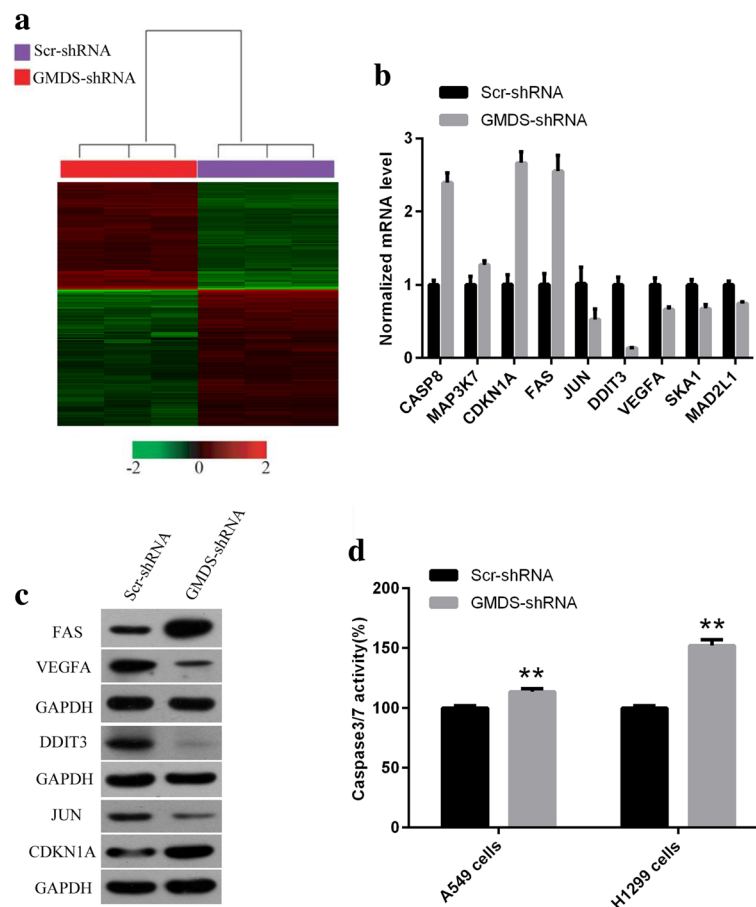 a
Scr-shRNA
GMDS-shRNA
-2 0 2
b
Scr-shRNA
GMDS-shRNA
Normalized mRNA level
3
2
1
0
CASP8 MAP3K7 CDKN1A FAS JUN DDIT3 VEGFA SKA1 MAD2L1
c
Scr-shRNA GMDS-shRNA
FAS
VEGFA
GAPDH
DDIT3
GAPDH
JUN
CDKN1A
GAPDH
d
Scr-shRNA
GMDS-shRNA
Caspase3/7 activity(%)
200
150
100
50
0
** **
A549 cells H1299 cells